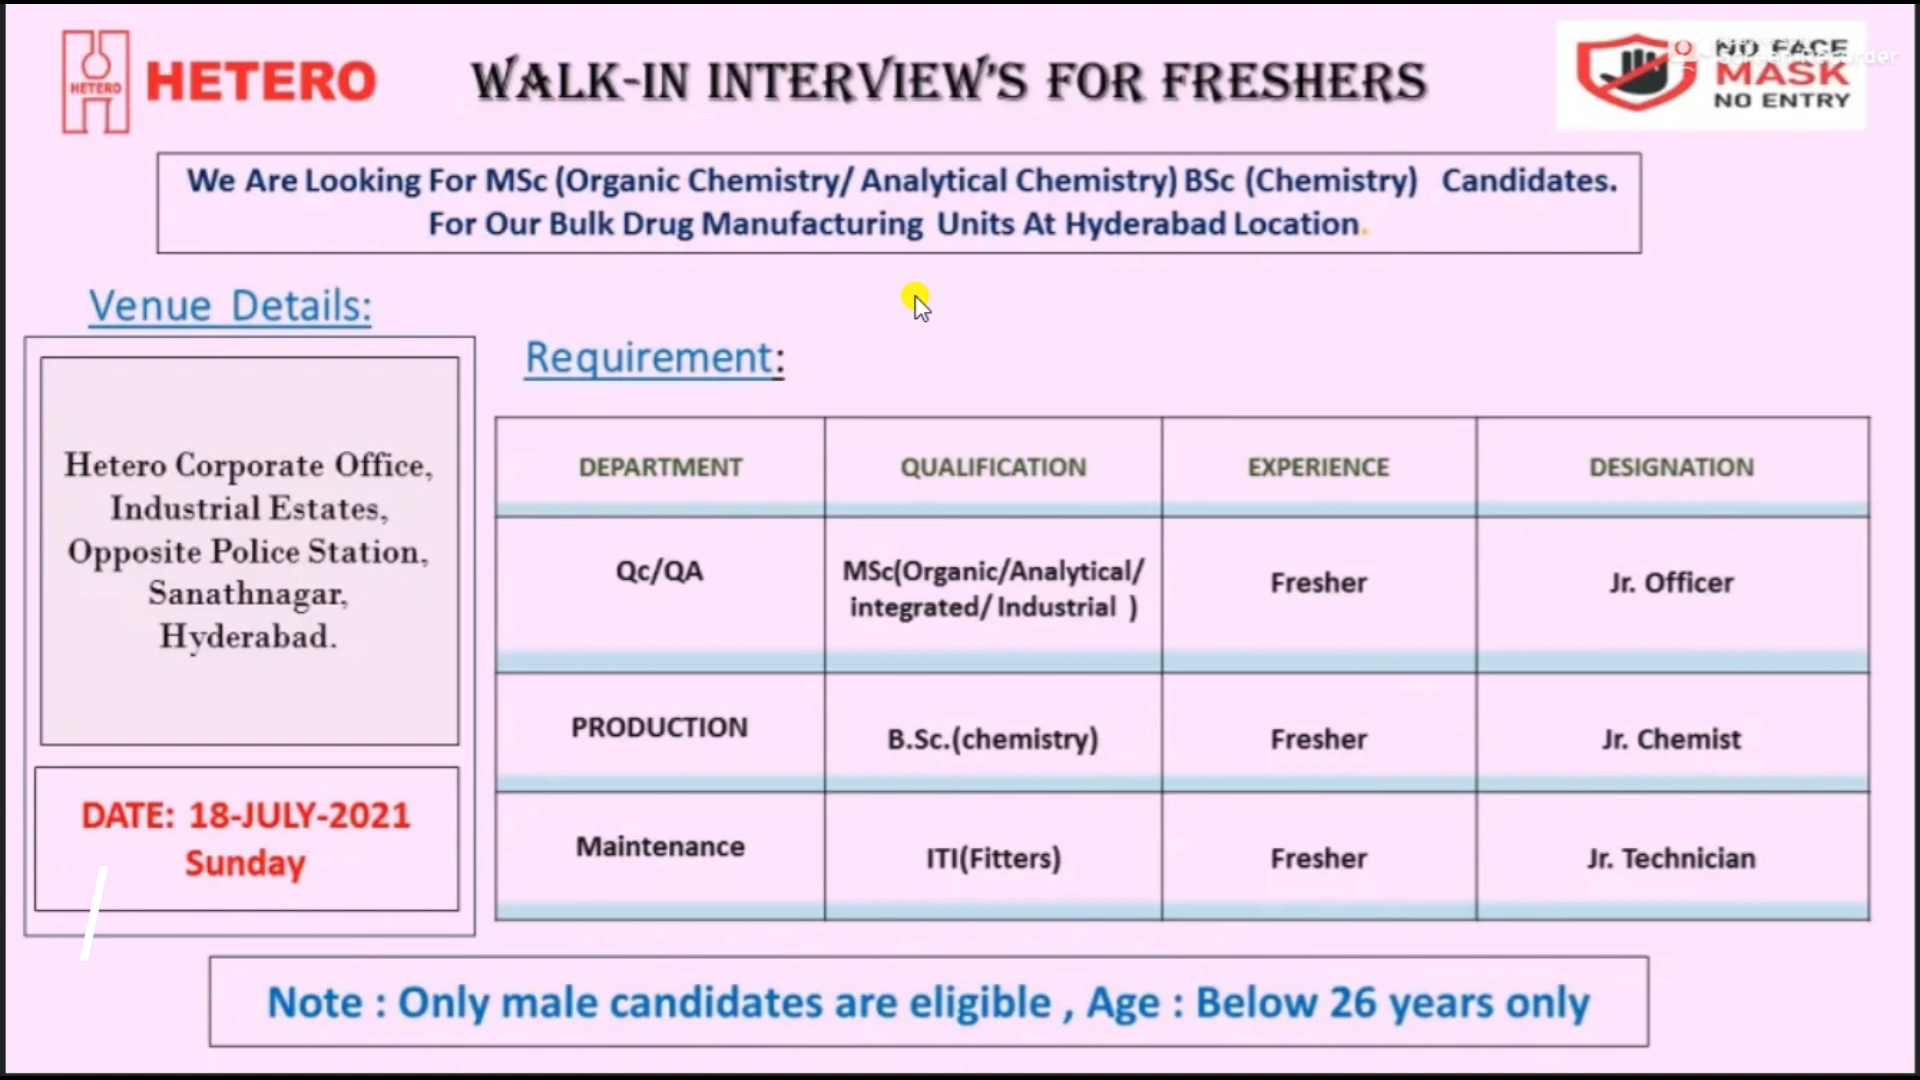 HETERO
HETERO
WALK-IN INTERVIEW'S FOR FRESHERS
NO FACE
MASK
NO ENTRY
We Are Looking For MSc (Organic Chemistry/ Analytical Chemistry) BSc (Chemistry) Candidates.
For Our Bulk Drug Manufacturing Units At Hyderabad Location.
Venue Details:
Hetero Corporate Office,
Industrial Estates,
Opposite Police Station,
Sanathnagar,
Hyderabad.
DATE: 18-JULY-2021
Sunday
Requirement:
DEPARTMENT QUALIFICATION EXPERIENCE DESIGNATION
Qc/QA MSc(Organic/Analytical/ Fresher Jr. Officer
integrated/ Industrial )
PRODUCTION B.Sc.(chemistry) Fresher Jr. Chemist
Maintenance ITI(Fitters) Fresher Jr. Technician
Note : Only male candidates are eligible , Age : Below 26 years only